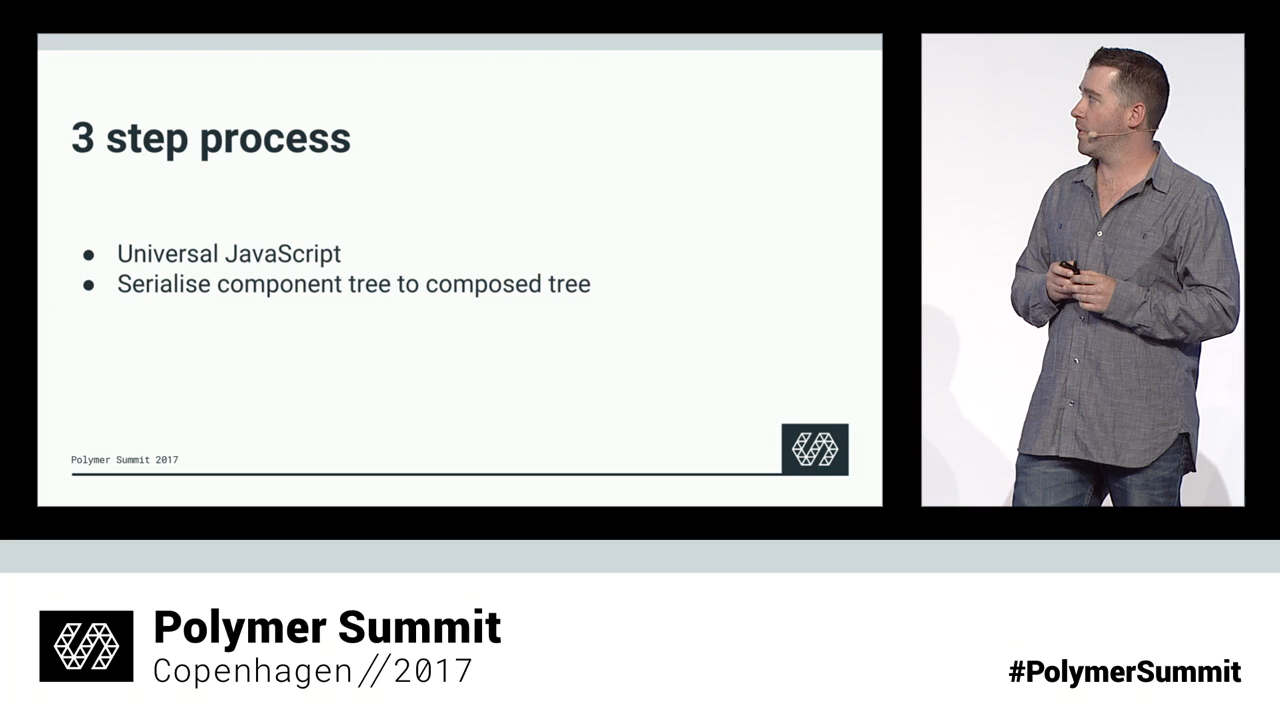 3 step process
● Universal JavaScript
● Serialise component tree to composed tree
Polymer Summit 2017
Polymer Summit
Copenhagen //2017
#PolymerSummit